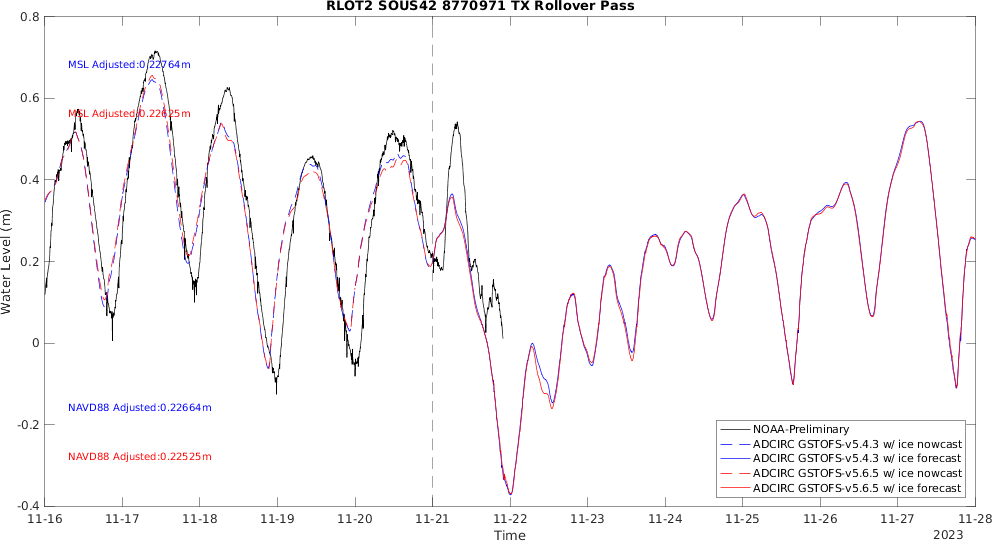 RLOT2 SOUS42 8770971 TX Rollover Pass
0.8
0.6
0.4
0.2
0
-0.2
-0.4
Water Level (m)
MSL Adjusted:0.22764m
MSL Adjusted:0.22625m
NAVD88 Adjusted:0.22664m
NAVD88 Adjusted:0.22525m
NOAA-Preliminary
ADCIRC GSTOFS-v5.4.3 w/ ice nowcast
ADCIRC GSTOFS-v5.4.3 w/ ice forecast
ADCIRC GSTOFS-v5.6.5 w/ ice nowcast
ADCIRC GSTOFS-v5.6.5 w/ ice forecast
11-16 11-17 11-18 11-19 11-20 11-21 11-22 11-23 11-24 11-25 11-26 11-27 11-28
Time
2023